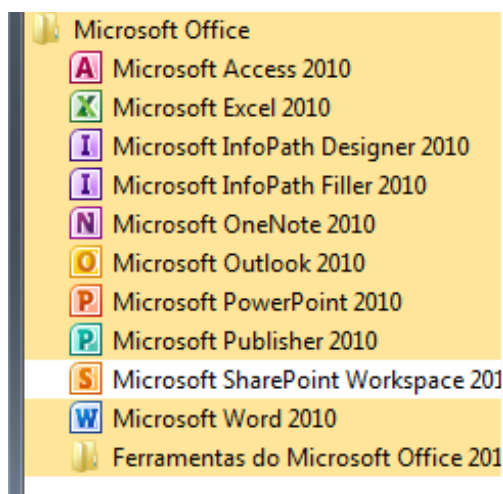 Microsoft Office
Microsoft Access 2010
Microsoft Excel 2010
Microsoft InfoPath Designer 2010
Microsoft InfoPath Filler 2010
Microsoft OneNote 2010
Microsoft Outlook 2010
Microsoft PowerPoint 2010
Microsoft Publisher 2010
Microsoft SharePoint Workspace 201
Microsoft Word 2010
Ferramentas do Microsoft Office 201